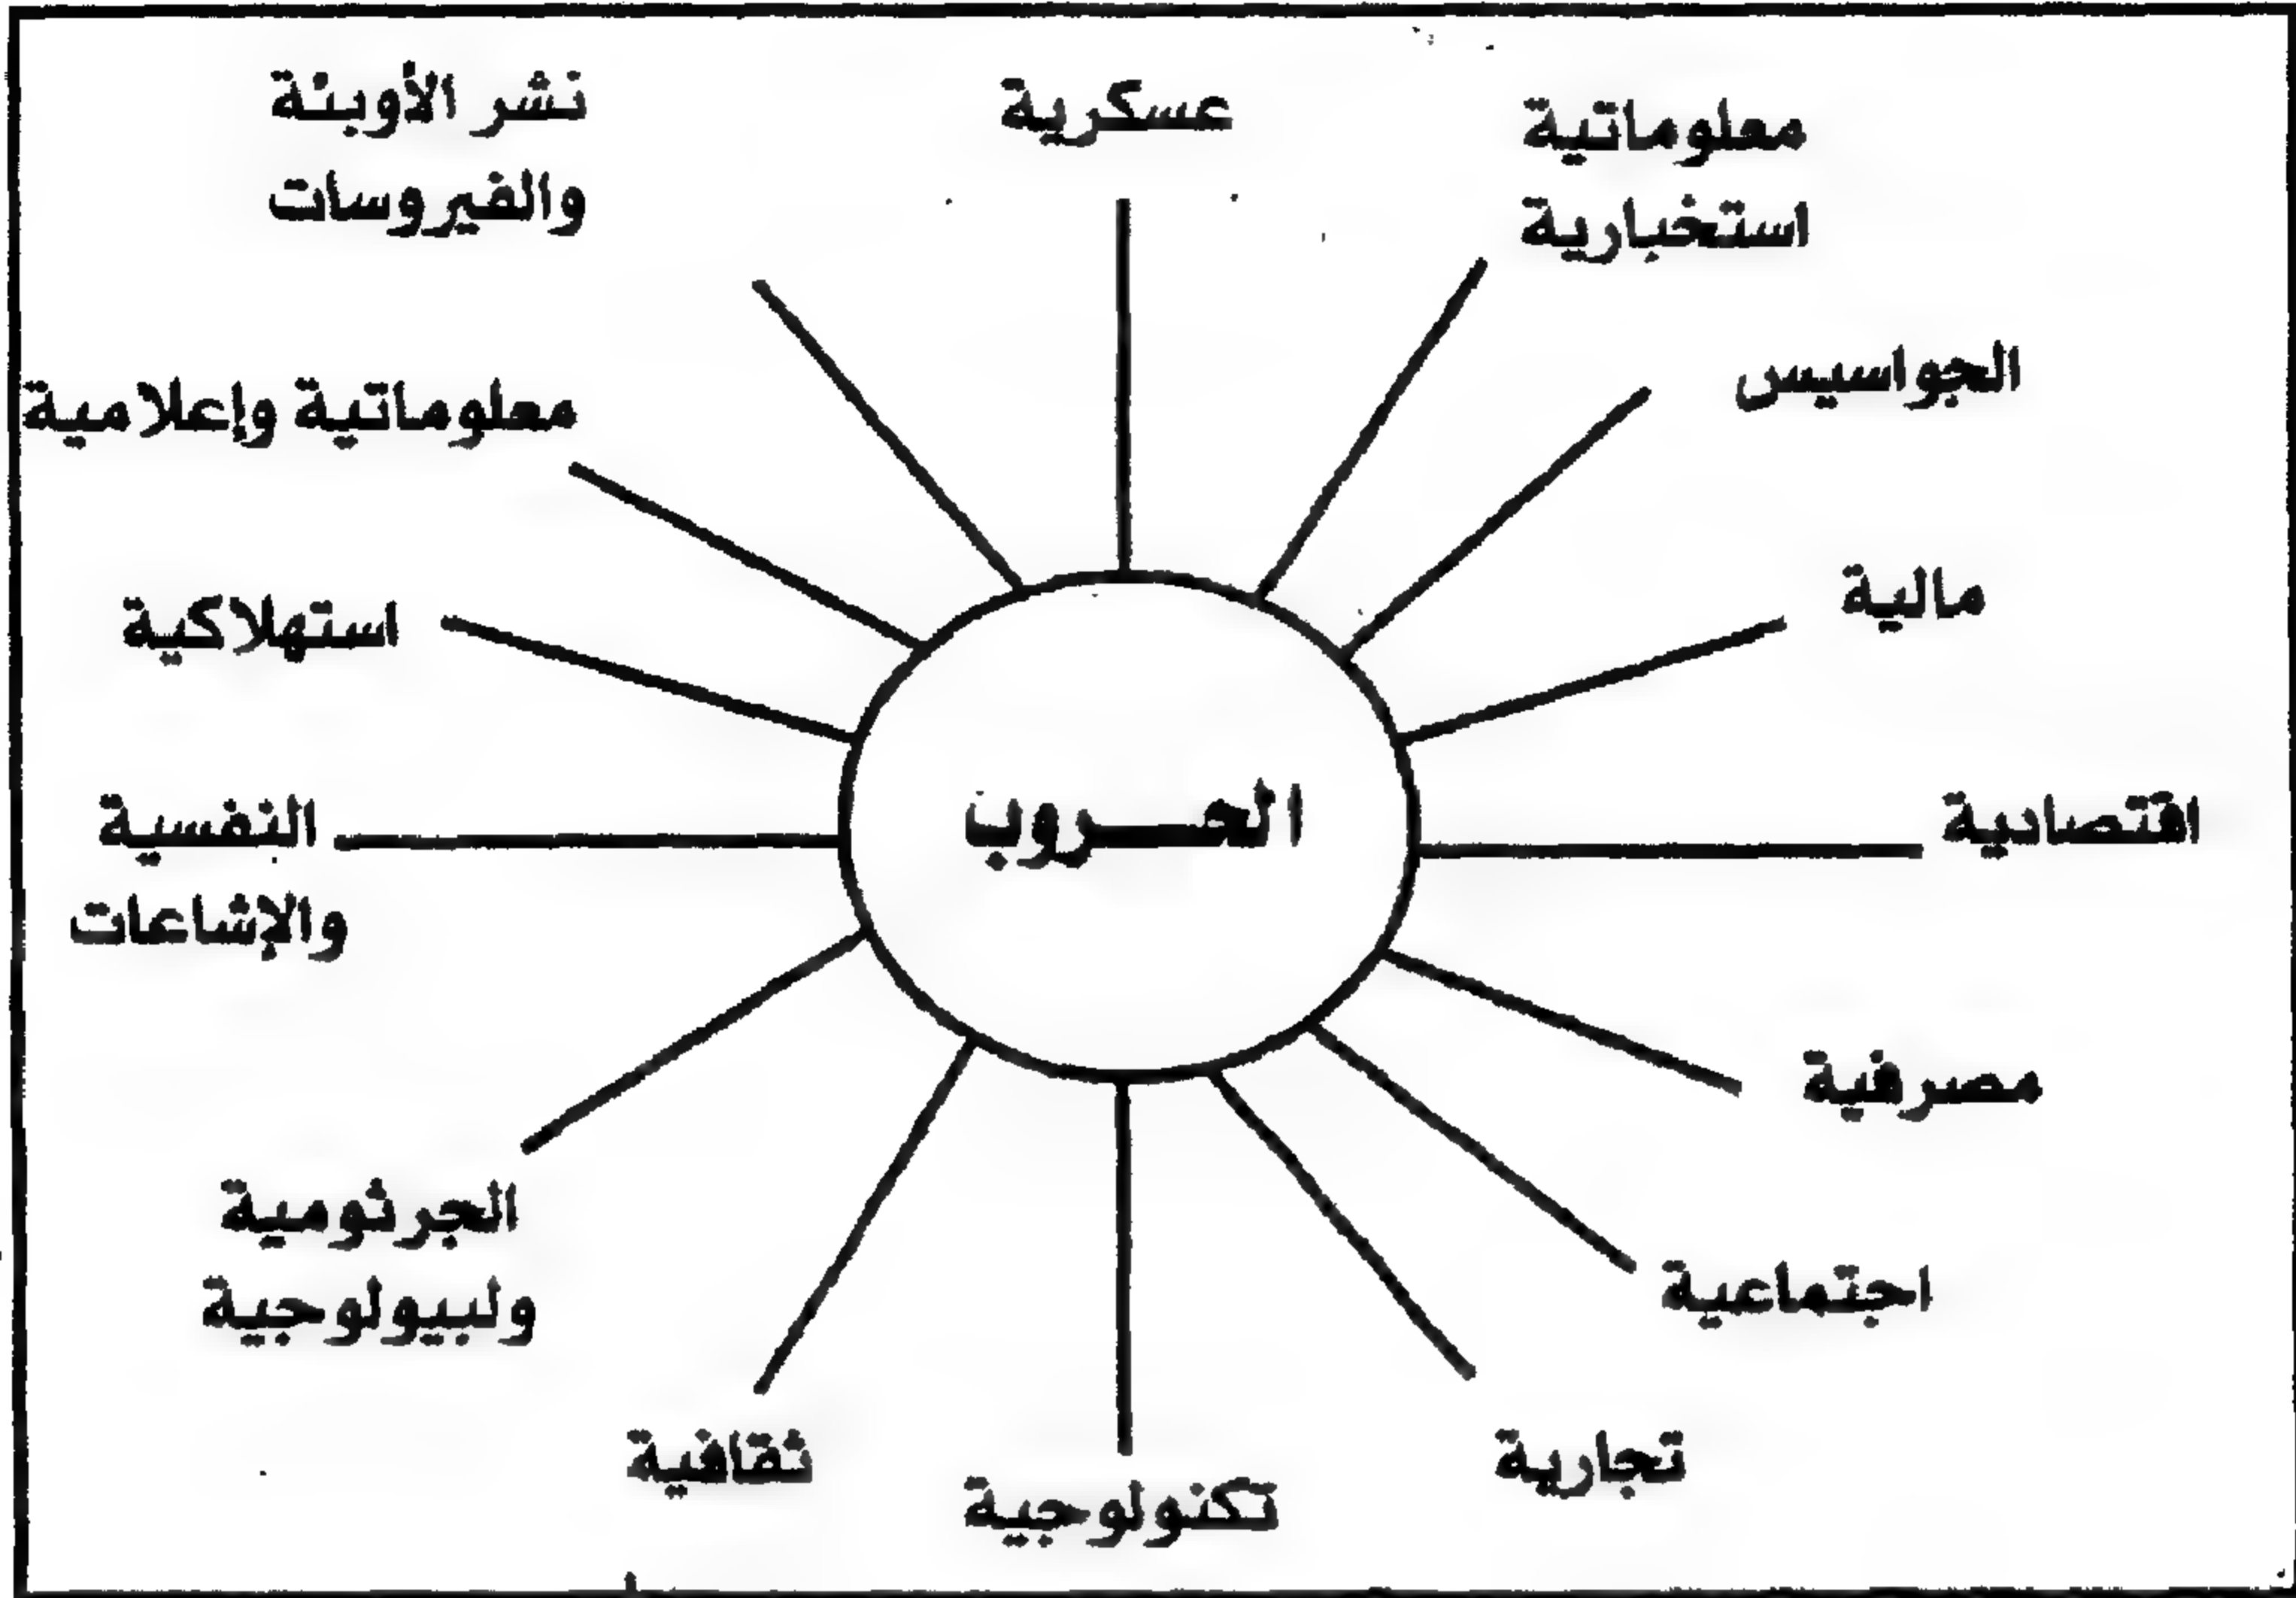 عسكرية
معلوماتية
استخبارية
الجواسيس
مالية
اقتصادية
مصرفية
اجتماعية
تجارية
تكنولوجية
ثقافية
الجرثومية
ولبيولوجية
النفسية
والإشاعات
استهلاكية
معلوماتية وإعلامية
نشر الأوبئة
والفيروسات
الحروب